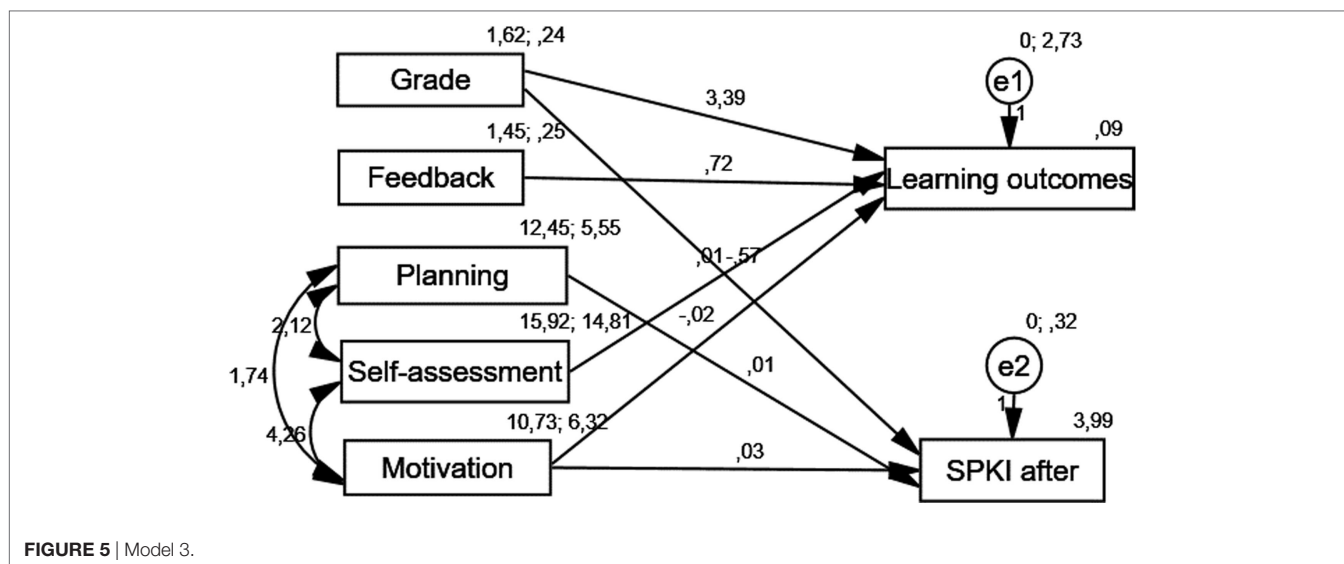 1,62; ,24
Grade
0; 2,73
e1
1
3,39
,09
Learning outcomes
1,45; ,25
Feedback
,72
12,45; 5,55
Planning
,01
-,57
2,12
15,92; 14,81
Self-assessment
-,02
1,74
,01
0; ,32
e2
1
3,99
SPKI after
4,26
10,73; 6,32
Motivation
,03
FIGURE 5 | Model 3.